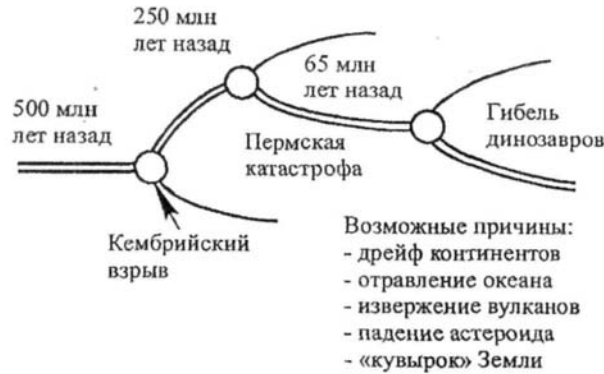 250 млн
лет назад
65 млн
лет назад
500 млн
лет назад
Гибель
динозавров
Пермская
катастрофа
Кембрийский
взрыв
Возможные причины:
- дрейф континентов
- отравление океана
- извержение вулканов
- падение астероида
- «кувырок» Земли